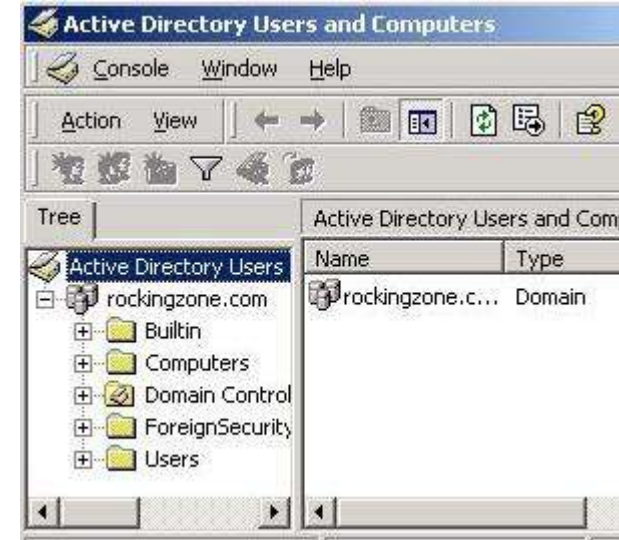 Active Directory Users and Computers
Console Window Help
Action View
Tree
Active Directory Users and Com
Active Directory Users
Name Type
rockingzone.com
rockingzone.c... Domain
Builtin
Computers
Domain Control
ForeignSecurity
Users